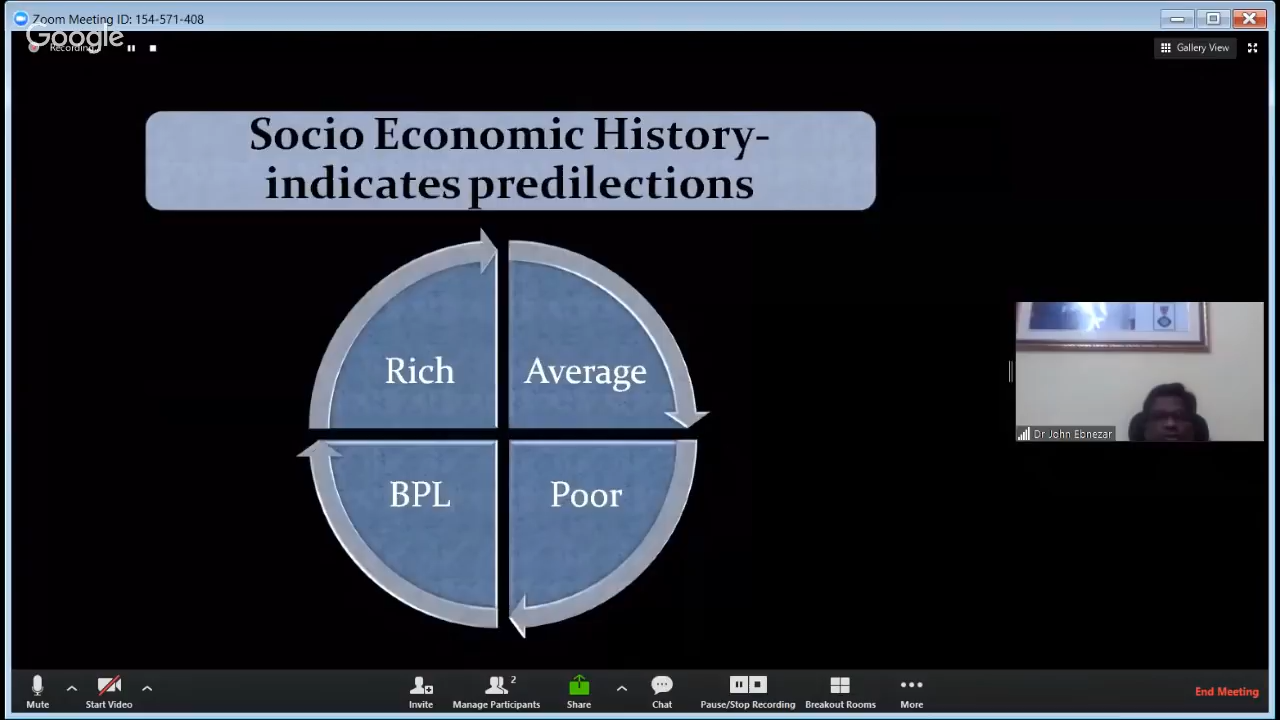 Zoom Meeting ID: 154-571-408
Google
Recording
Gallery View
Socio Economic History-
indicates predilections
Rich
Average
BPL
Poor
Dr John Ebnezar
Mute
Start Video
Invite
2
Manage Participants
Share
Chat
Pause/Stop Recording
Breakout Rooms
More
End Meeting